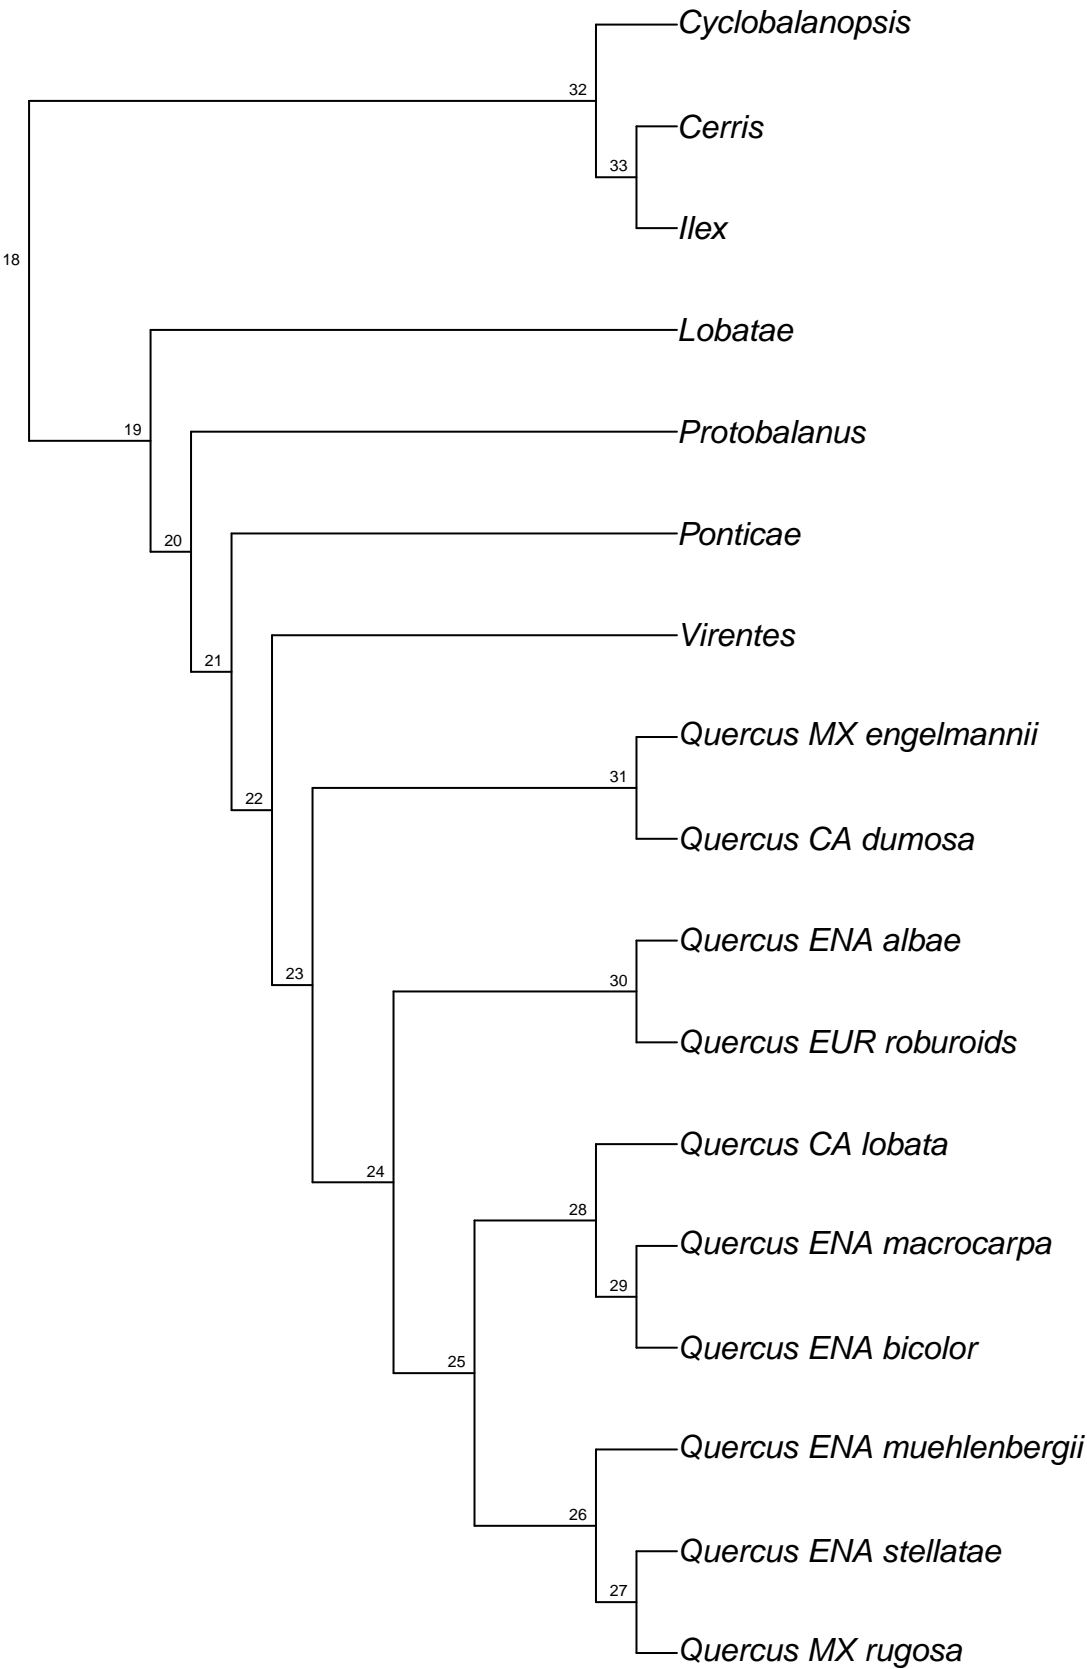 Cyclobalanopsis
32
Cerris
33
Ilex
18
Lobatae
19
Protobalanus
20
Ponticae
21
Virentes
Quercus MX engelmannii
31
22
Quercus CA dumosa
Quercus ENA albae
23
30
Quercus EUR roburoids
Quercus CA lobata
24
28
Quercus ENA macrocarpa
29
Quercus ENA bicolor
25
Quercus ENA muehlenbergii
26
Quercus ENA stellatae
27
Quercus MX rugosa